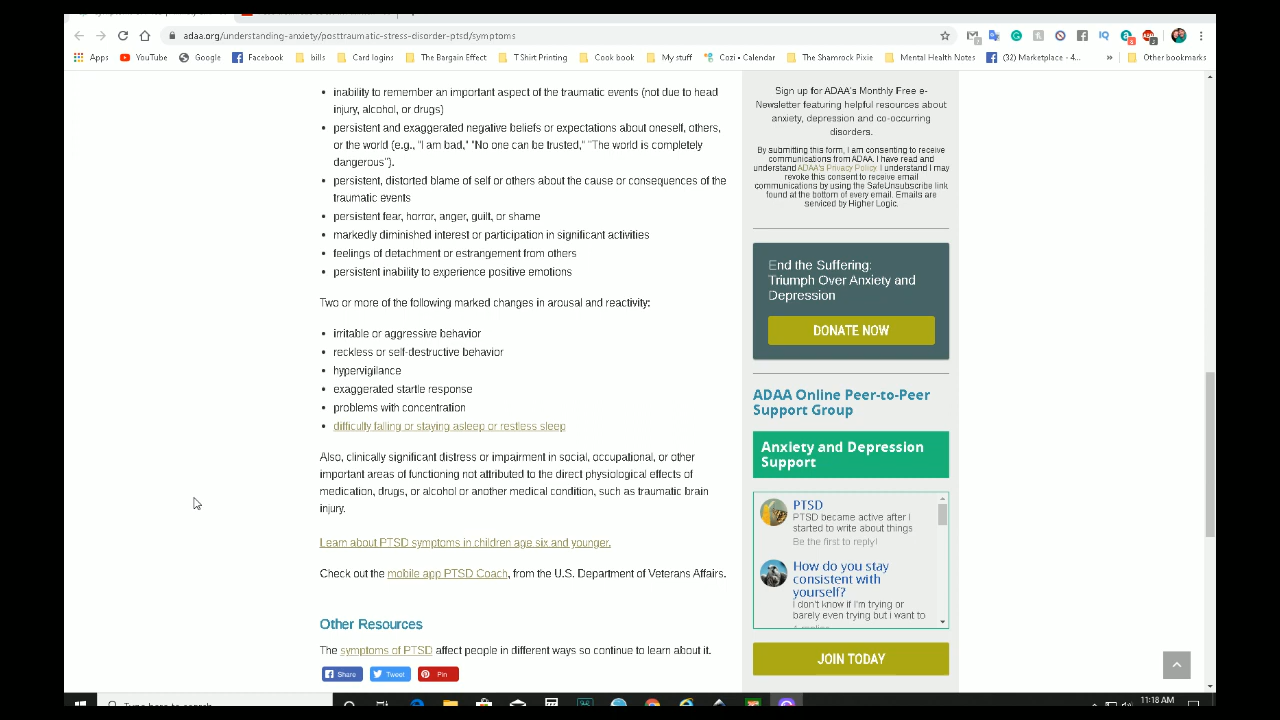 adaa.org/understanding-anxiety/posttraumatic-stress-disorder-ptsd/symptoms
Apps YouTube Google Facebook bills Card logins The Bargain Effect T Shirt Printing Cook book My stuff Cozi • Calendar The Shamrock Pixie Mental Health Notes (32) Marketplace - 4... » Other bookmarks
inability to remember an important aspect of the traumatic events (not due to head
injury, alcohol, or drugs)
persistent and exaggerated negative beliefs or expectations about oneself, others,
or the world (e.g., "I am bad," "No one can be trusted," "The world is completely
dangerous").
persistent, distorted blame of self or others about the cause or consequences of the
traumatic events
persistent fear, horror, anger, guilt, or shame
markedly diminished interest or participation in significant activities
feelings of detachment or estrangement from others
persistent inability to experience positive emotions
Two or more of the following marked changes in arousal and reactivity:
irritable or aggressive behavior
reckless or self-destructive behavior
hypervigilance
exaggerated startle response
problems with concentration
difficulty falling or staying asleep or restless sleep
Also, clinically significant distress or impairment in social, occupational, or other
important areas of functioning not attributed to the direct physiological effects of
medication, drugs, or alcohol or another medical condition, such as traumatic brain
injury.
Learn about PTSD symptoms in children age six and younger.
Check out the mobile app PTSD Coach, from the U.S. Department of Veterans Affairs.
Other Resources
The symptoms of PTSD affect people in different ways so continue to learn about it.
Share Tweet Pin
Sign up for ADAA's Monthly Free e-
Newsletter featuring helpful resources about
anxiety, depression and co-occurring
disorders.
By submitting this form, I am consenting to receive
communications from ADAA. I have read and
understand ADAA's Privacy Policy. I understand I may
revoke this consent to receive email
communications by using the SafeUnsubscribe link
found at the bottom of every email. Emails are
serviced by Higher Logic.
End the Suffering:
Triumph Over Anxiety and
Depression
DONATE NOW
ADAA Online Peer-to-Peer
Support Group
Anxiety and Depression
Support
PTSD
PTSD became active after I
started to write about things
Be the first to reply!
How do you stay
consistent with
yourself?
I don't know if I'm trying or
barely even trying but i want to
JOIN TODAY
Type here to search
11:18 AM